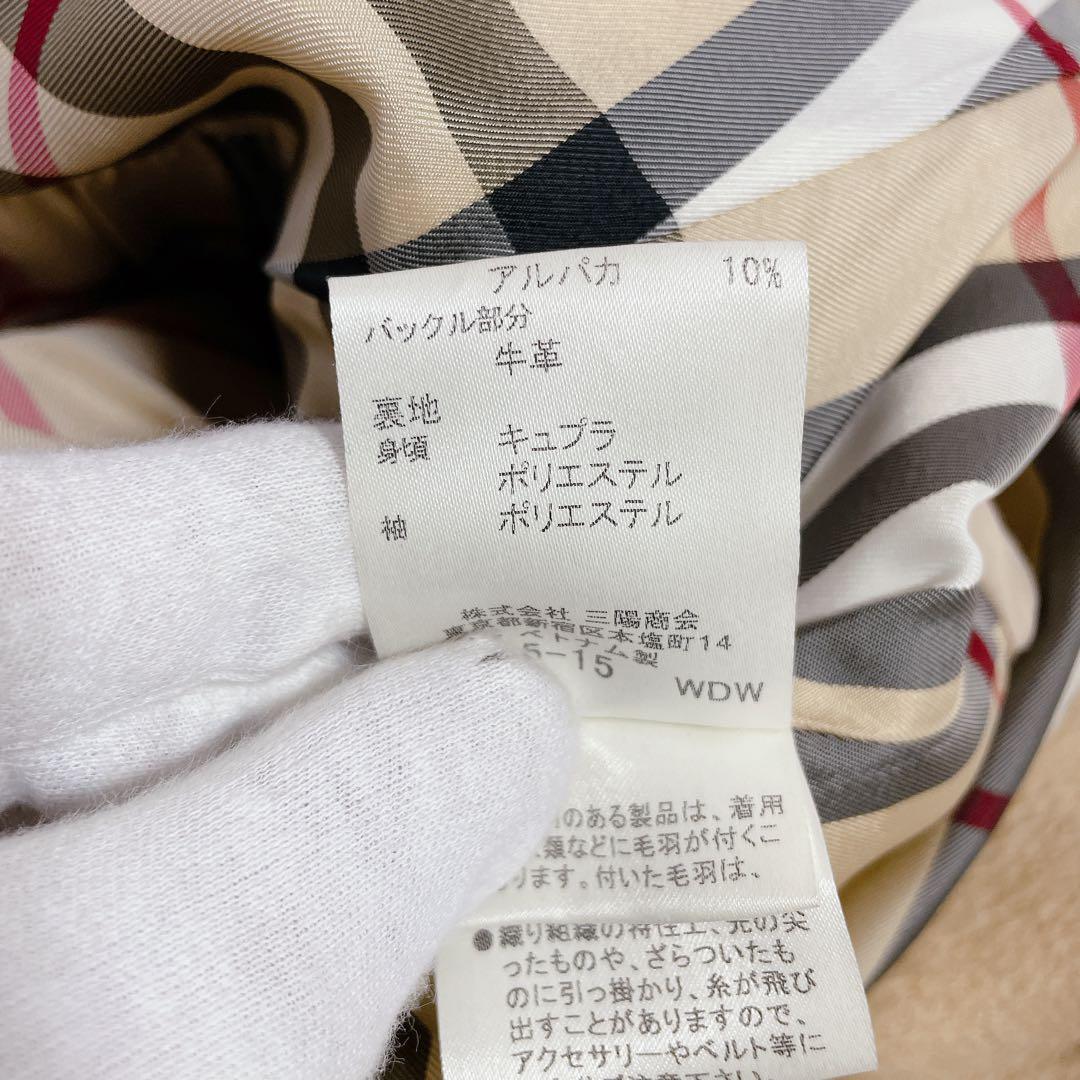 アルパカ 10%
バックル部分
牛革
裏地
身頃 キュプラ
ポリエステル
袖 ポリエステル
株式会社 三陽商会
東京都新宿区本塩町14
ベトナム製
5-15
WDW
のある製品は、着用
類などに毛羽が付くこ
ります。付いた毛羽は、
●織り組織の特性上、先の尖
ったものや、ざらついたも
のに引っ掛かり、糸が飛び
出すことがありますので、
アクセサリーやベルト等に